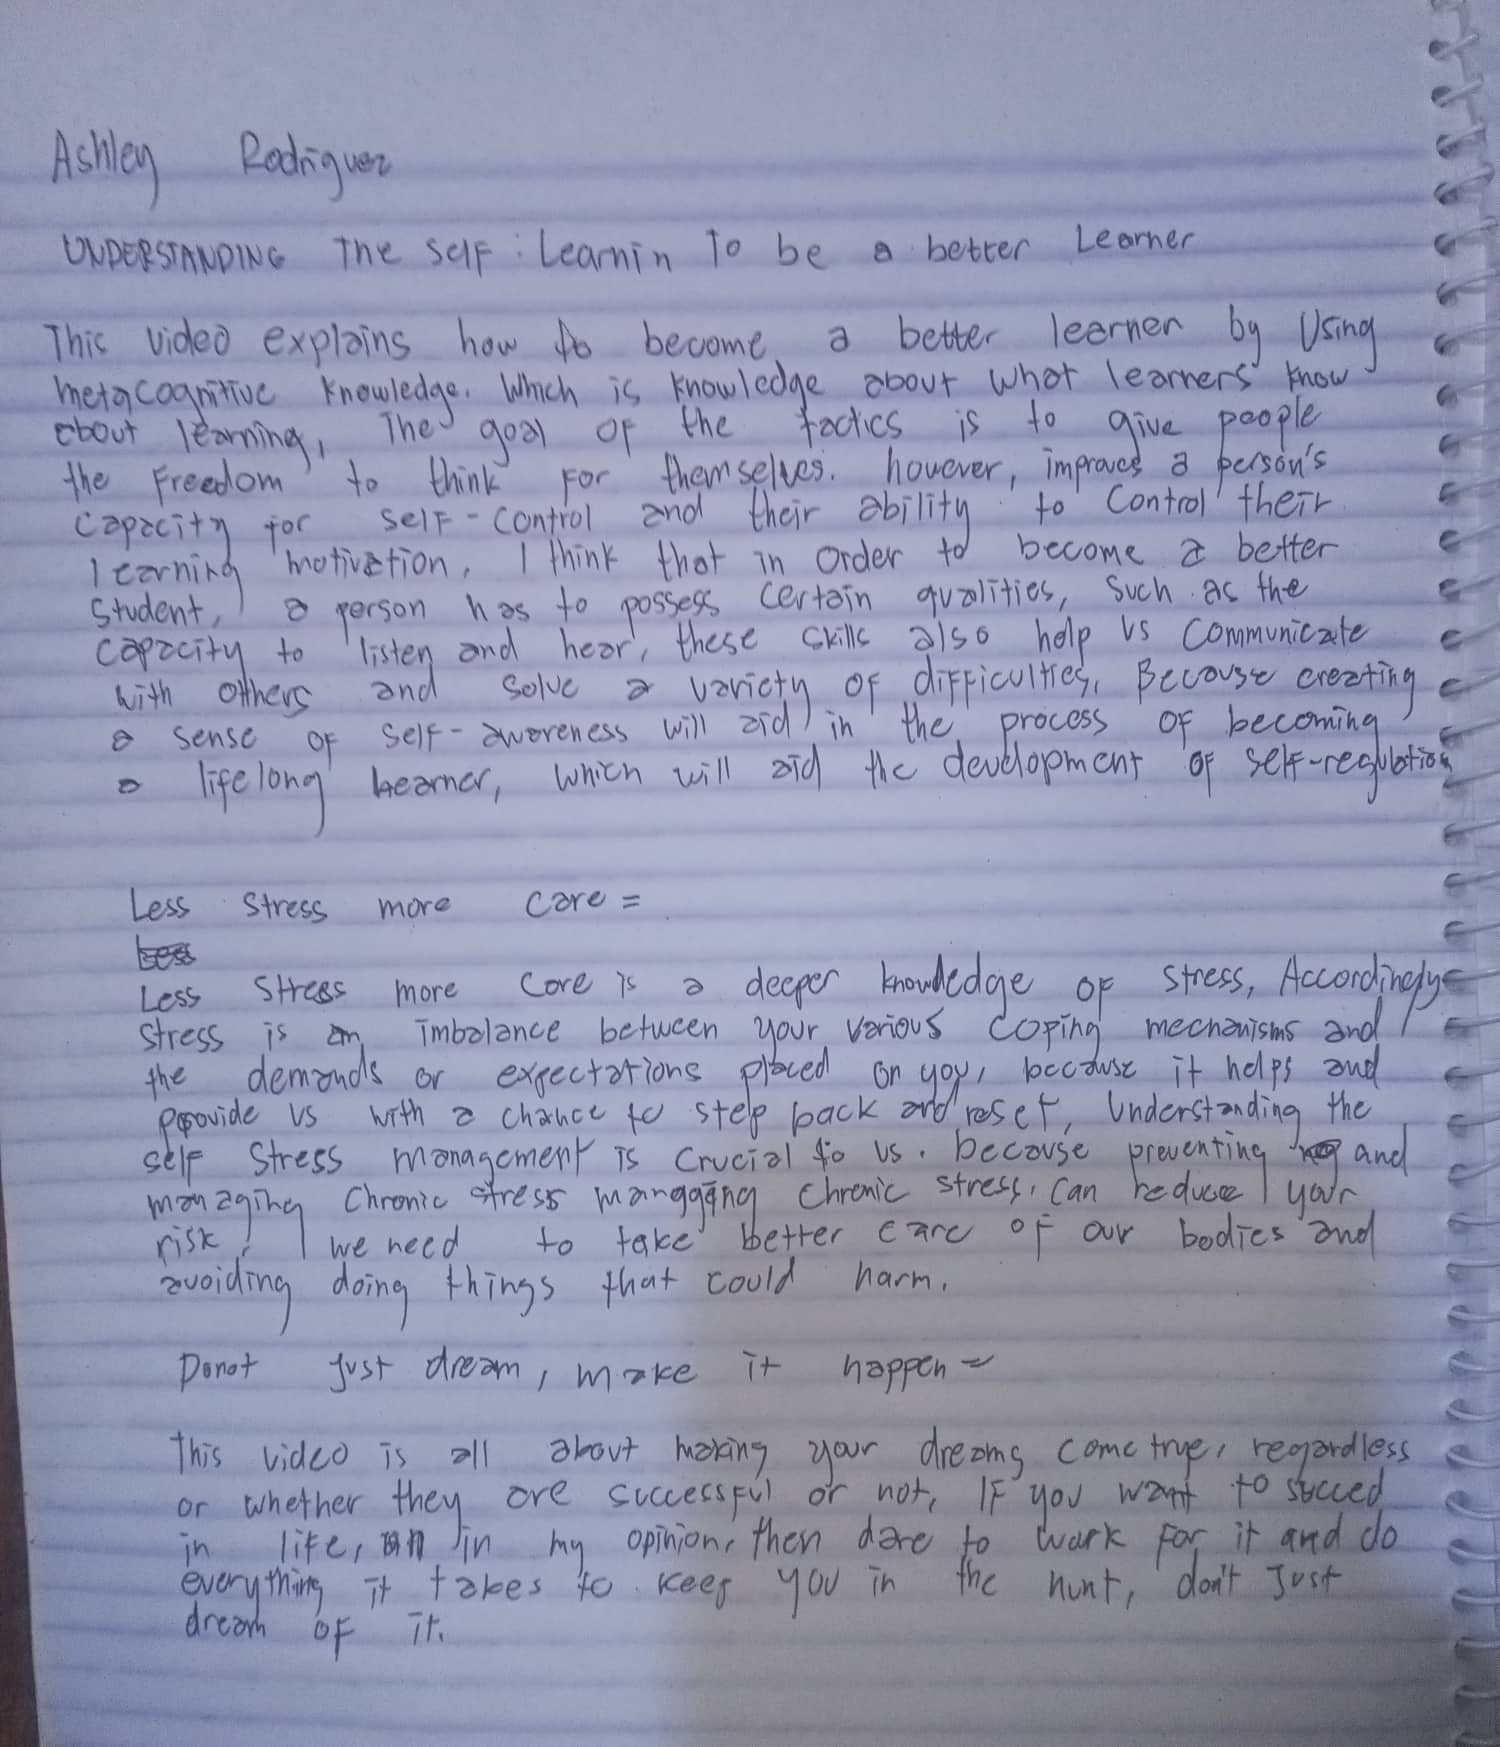 Ashley Rodriguez
UNDERSTANDING The Self : Learnin To be a better Learner
This video explains how to become a better learner by Using
metacognitive knowledge. Which is knowledge about what learners know
about learning, The goal of the tactics is to give people
the Freedom to think for themselves. however, improves a person's
capacity for self-control and their ability to control their
learning motivation, I think that in order to become a better
student, a person has to possess certain qualities, such as the
capacity to listen and hear, these skills also help us communicate
with others and solve a variety of difficulties, Because creating
a sense of self-awareness will aid in the process of becoming
a lifelong learner, which will aid the development of self-regulation
Less stress more care =
Less stress more care is a deeper knowledge of stress, Accordingly
stress is an imbalance between your various coping mechanisms and
the demands or expectations placed on you, because it helps and
provide us with a chance to step back and reset, Understanding the
self stress management is crucial to us. because preventing and
managing chronic stress manggang chronic stress, can reduce your
risk, we need to take better care of our bodies and
avoiding doing things that could harm.
Donot just dream, make it happen =
This video is all about making your dreams come true, regardless
or whether they are successful or not, IF you want to succed
in life, in my opinion, then dare to work for it and do
everything it takes to keep you in the hunt, don't Just
dream of it.